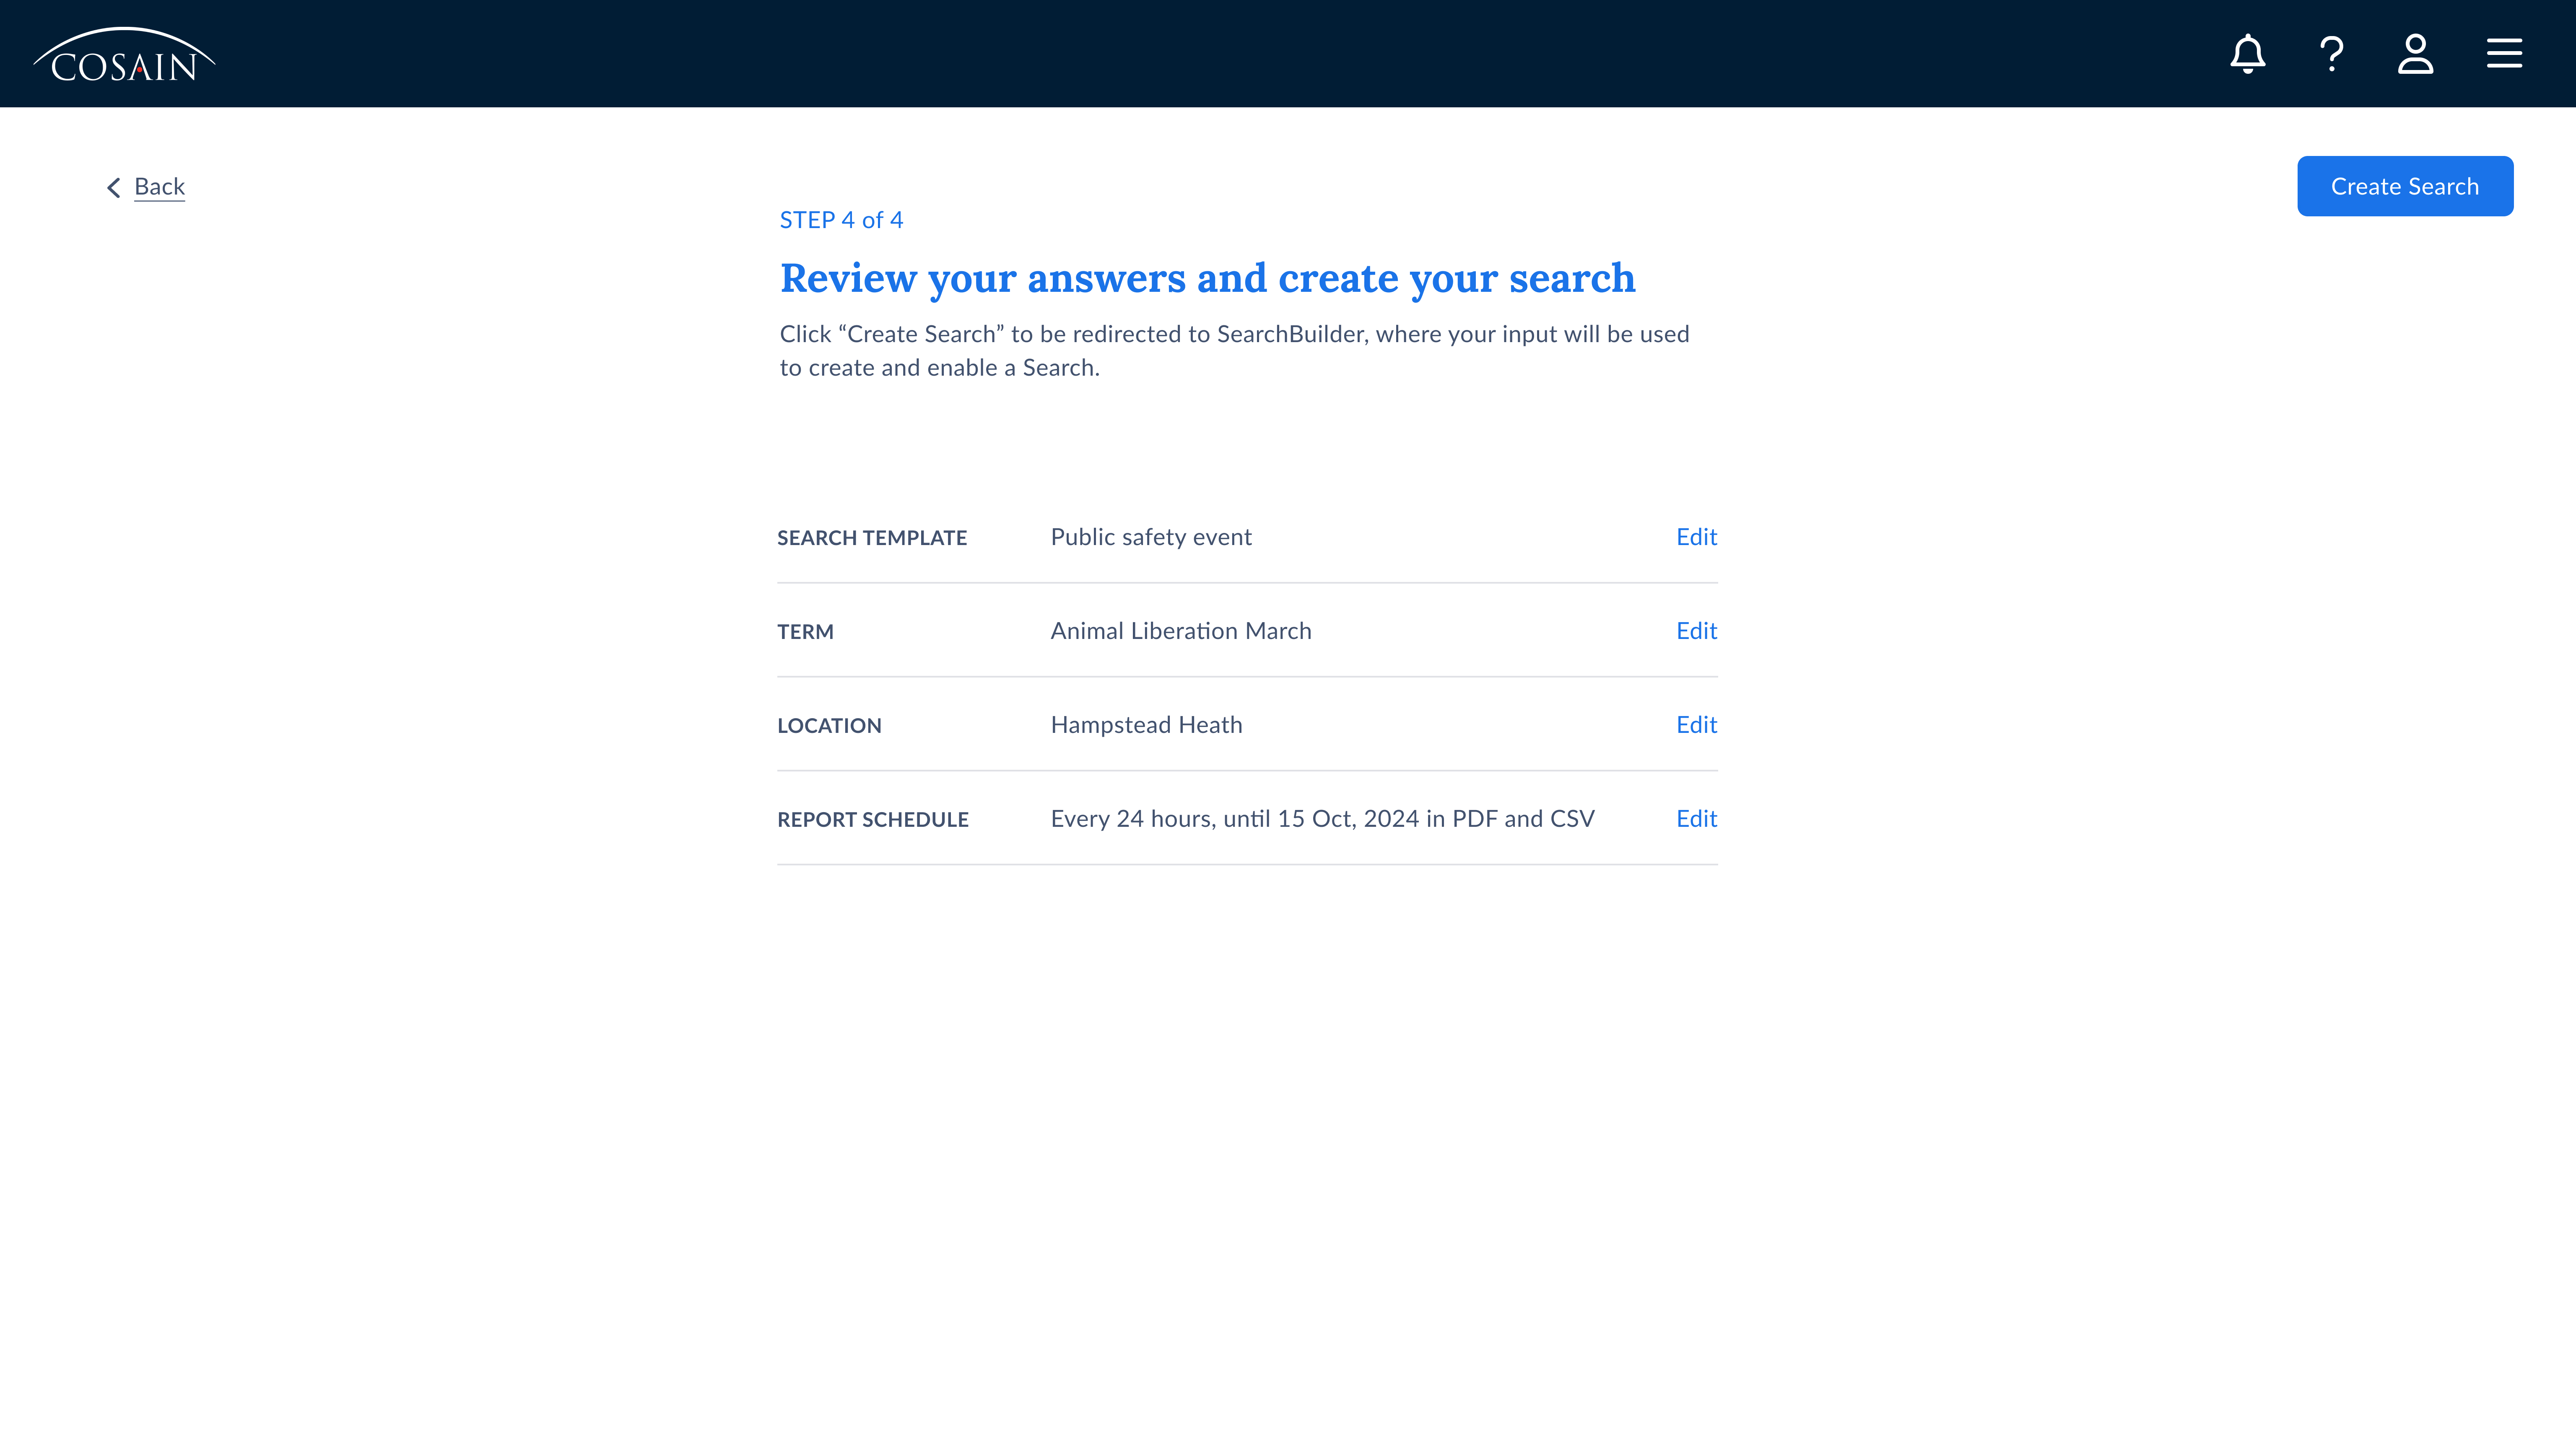 COSAIN
Back
Create Search
STEP 4 of 4
Review your answers and create your search
Click “Create Search” to be redirected to SearchBuilder, where your input will be used
to create and enable a Search.
SEARCH TEMPLATE Public safety event Edit
TERM Animal Liberation March Edit
LOCATION Hampstead Heath Edit
REPORT SCHEDULE Every 24 hours, until 15 Oct, 2024 in PDF and CSV Edit